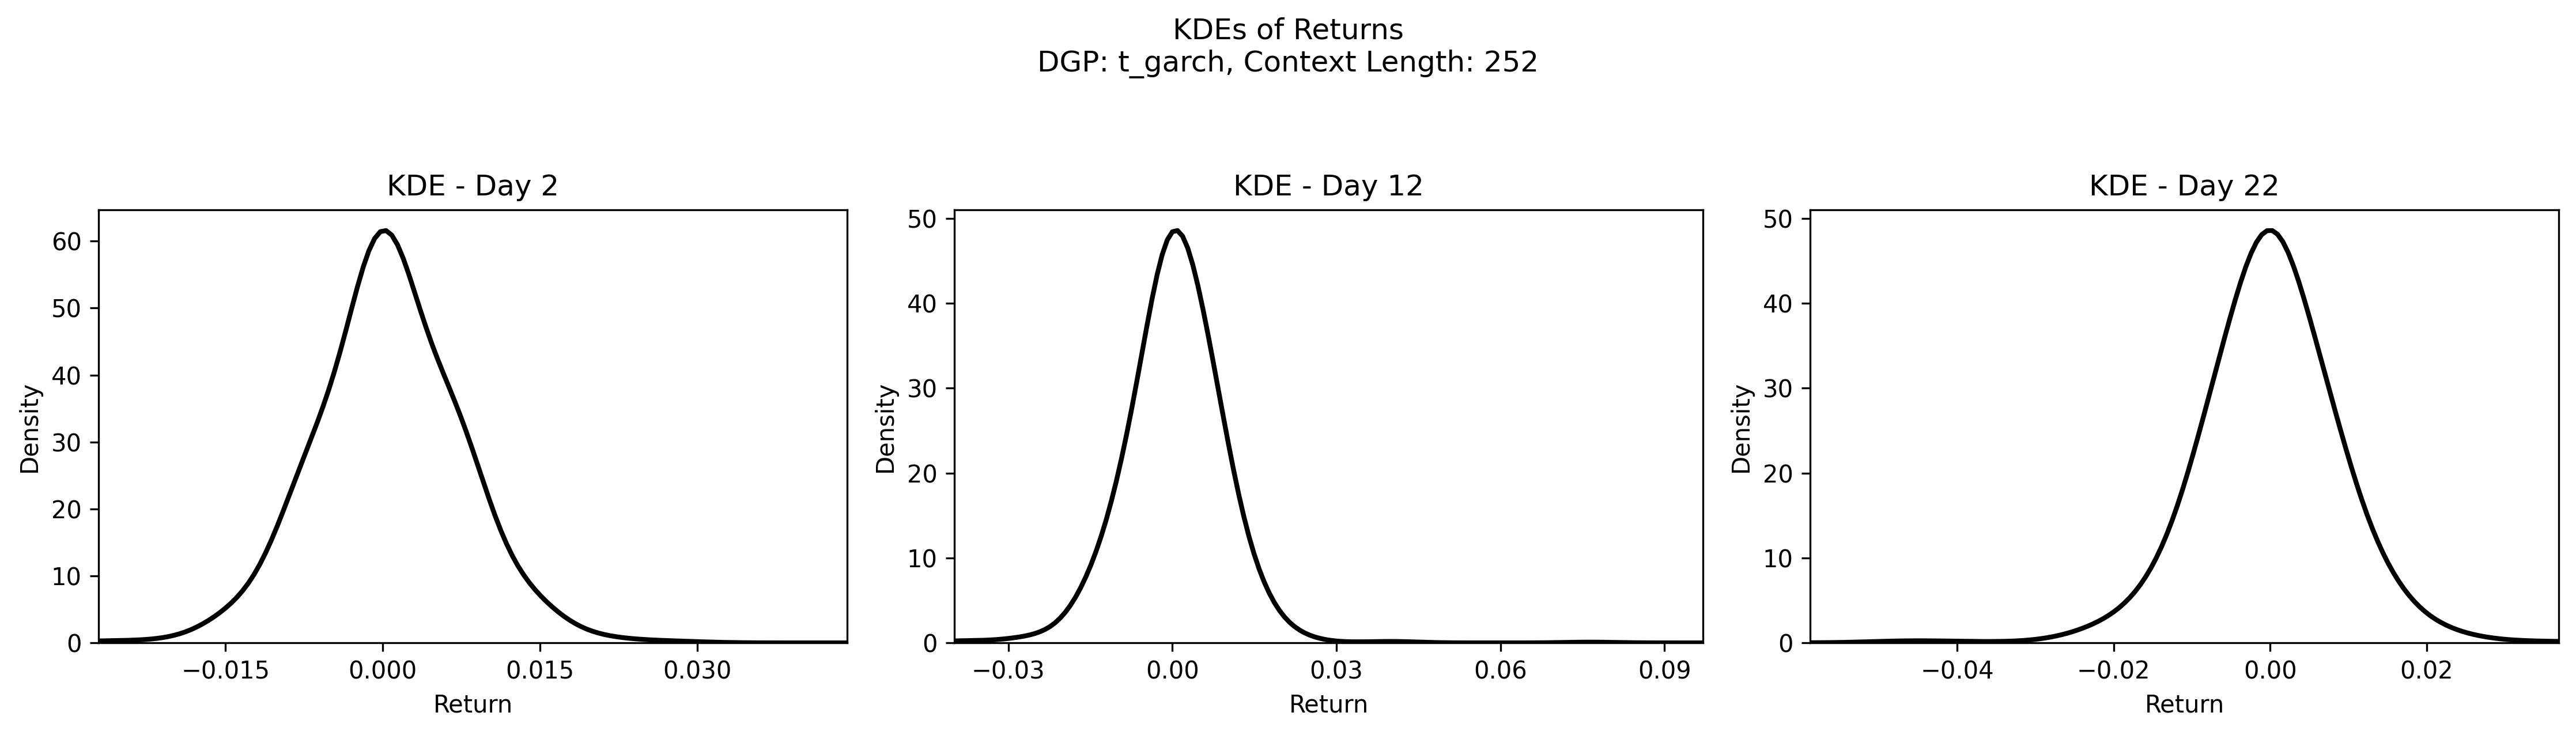 KDEs of Returns
DGP: t_garch, Context Length: 252
KDE - Day 2
60
50
40
30
20
10
0
Density
−0.015 0.000 0.015 0.030
Return
KDE - Day 12
50
40
30
20
10
0
Density
−0.03 0.00 0.03 0.06 0.09
Return
KDE - Day 22
50
40
30
20
10
0
Density
−0.04 −0.02 0.00 0.02
Return